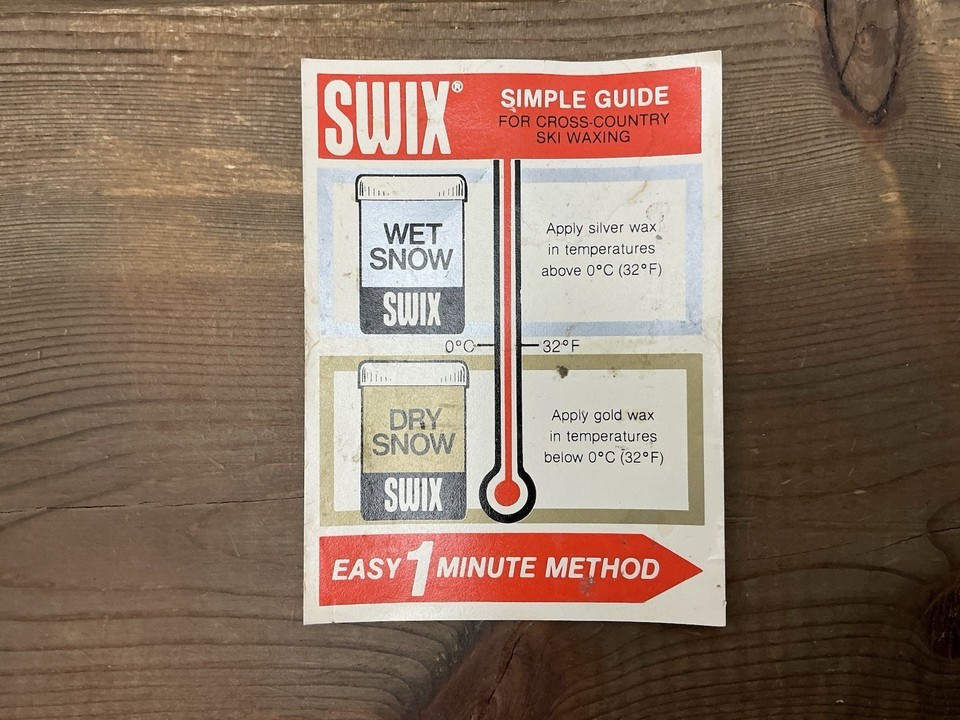 SWIX®
SIMPLE GUIDE
FOR CROSS-COUNTRY
SKI WAXING
WET
SNOW
SWIX
Apply silver wax
in temperatures
above 0°C (32°F)
0°C
32°F
DRY
SNOW
SWIX
Apply gold wax
in temperatures
below 0°C (32°F)
EASY 1 MINUTE METHOD